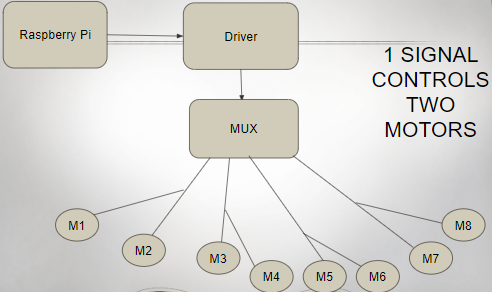 Raspberry Pi
Driver
1 SIGNAL
CONTROLS
TWO
MOTORS
MUX
M1
M2
M3
M4
M5
M6
M7
M8